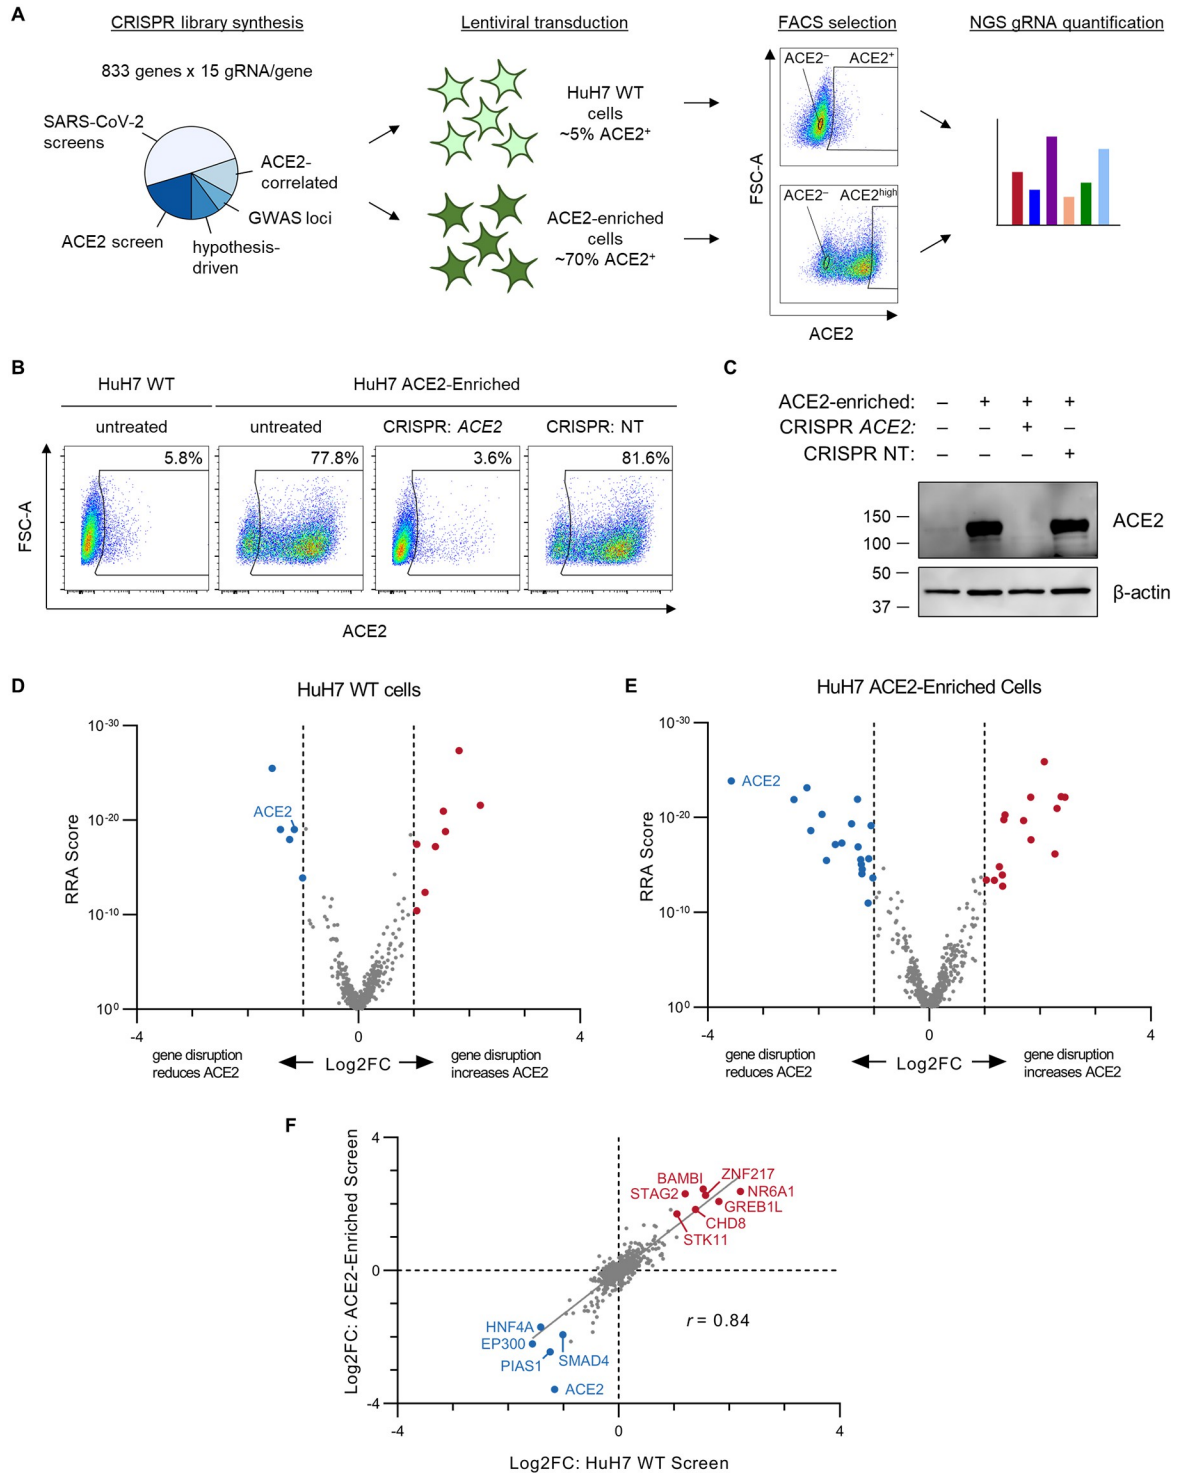 A
CRISPR library synthesis
Lentiviral transduction
FACS selection
NGS gRNA quantification
833 genes x 15 gRNA/gene
SARS-CoV-2
screens
ACE2-
correlated
GWAS loci
hypothesis-
driven
ACE2 screen
HuH7 WT
cells
~5% ACE2⁺
ACE2-enriched
cells
~70% ACE2⁺
ACE2⁻ ACE2⁺
ACE2⁻ ACE2ʰⁱᵍʰ
FSC-A
ACE2
B
HuH7 WT
HuH7 ACE2-Enriched
untreated
untreated
CRISPR: ACE2
CRISPR: NT
5.8%
77.8%
3.6%
81.6%
FSC-A
ACE2
C
ACE2-enriched: – + + +
CRISPR ACE2: – – + –
CRISPR NT: – – – +
150
100
ACE2
50
37
β-actin
D
HuH7 WT cells
RRA Score
10⁻³⁰
10⁻²⁰
10⁻¹⁰
10⁰
ACE2
-4 0 4
gene disruption
reduces ACE2
Log2FC
gene disruption
increases ACE2
E
HuH7 ACE2-Enriched Cells
RRA Score
10⁻³⁰
10⁻²⁰
10⁻¹⁰
10⁰
ACE2
-4 0 4
gene disruption
reduces ACE2
Log2FC
gene disruption
increases ACE2
F
Log2FC: ACE2-Enriched Screen
4
0
-4
BAMBI
ZNF217
STAG2
NR6A1
GREB1L
CHD8
STK11
r = 0.84
HNF4A
EP300
PIAS1
SMAD4
ACE2
-4 0 4
Log2FC: HuH7 WT Screen